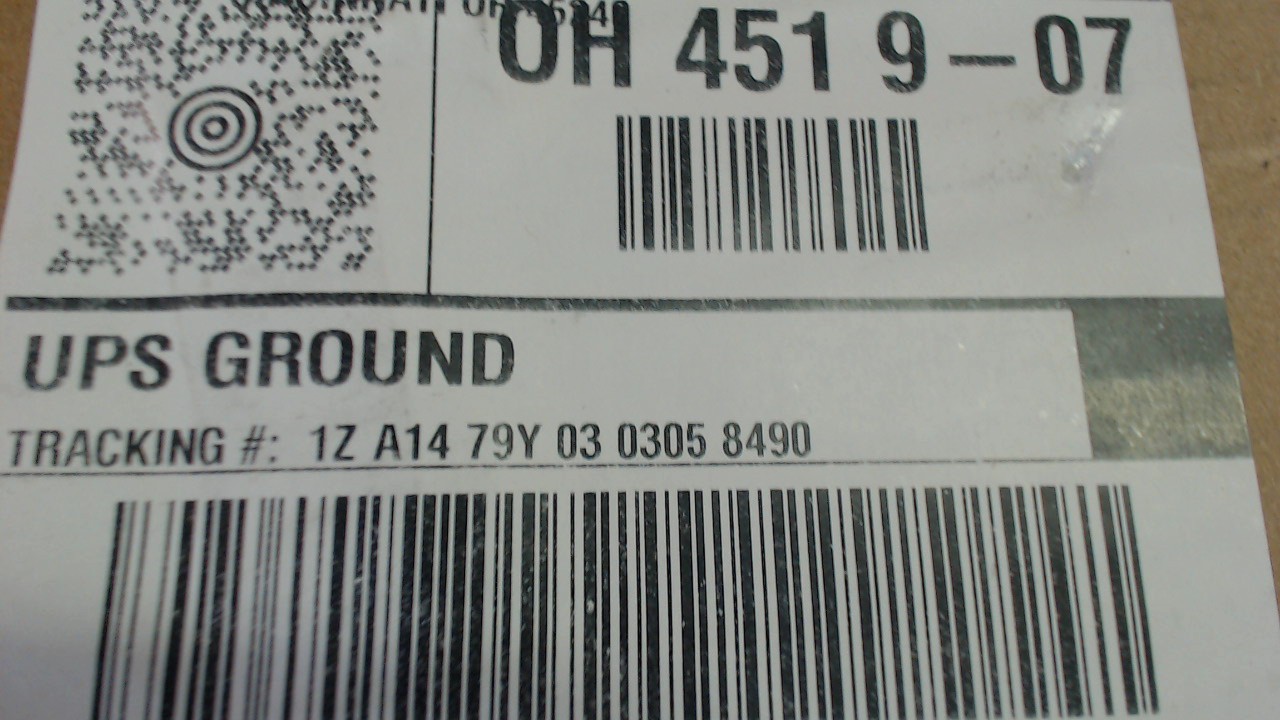 OH 451 9-07
UPS GROUND
TRACKING #: 1Z A14 79Y 03 0305 8490